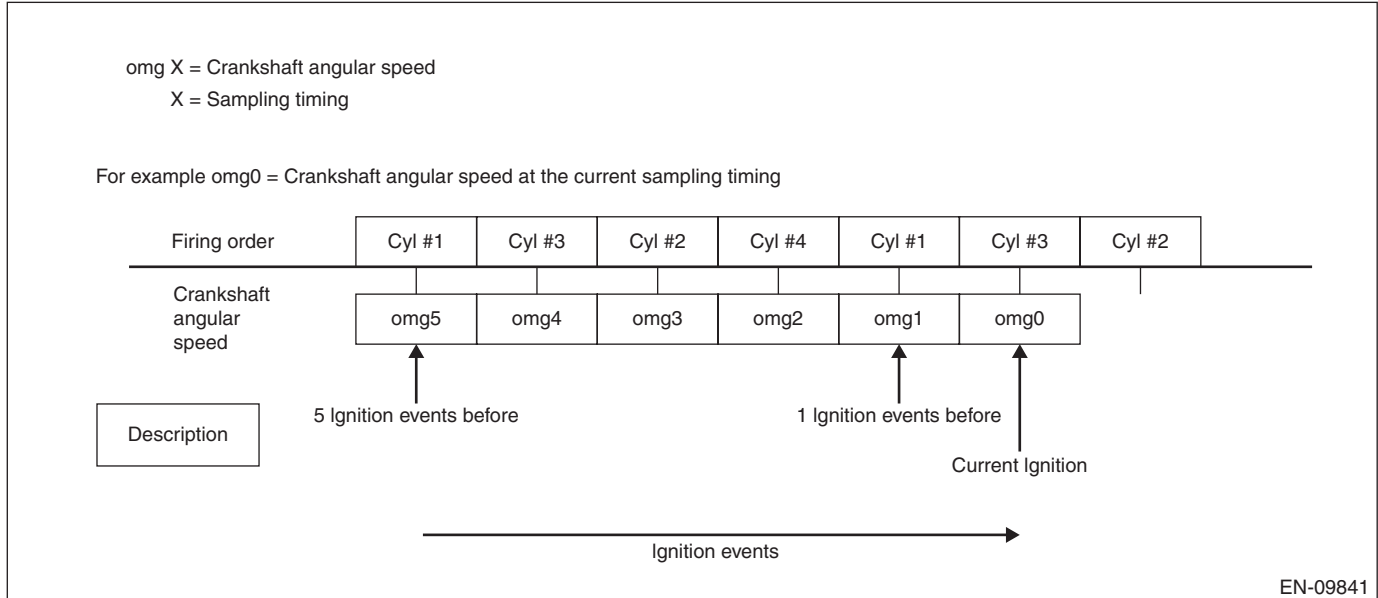 omg X = Crankshaft angular speed
X = Sampling timing
For example omg0 = Crankshaft angular speed at the current sampling timing
Firing order Cyl #1 Cyl #3 Cyl #2 Cyl #4 Cyl #1 Cyl #3 Cyl #2
Crankshaft
angular
speed
omg5 omg4 omg3 omg2 omg1 omg0
5 Ignition events before 1 Ignition events before
Description
Current Ignition
Ignition events
EN-09841